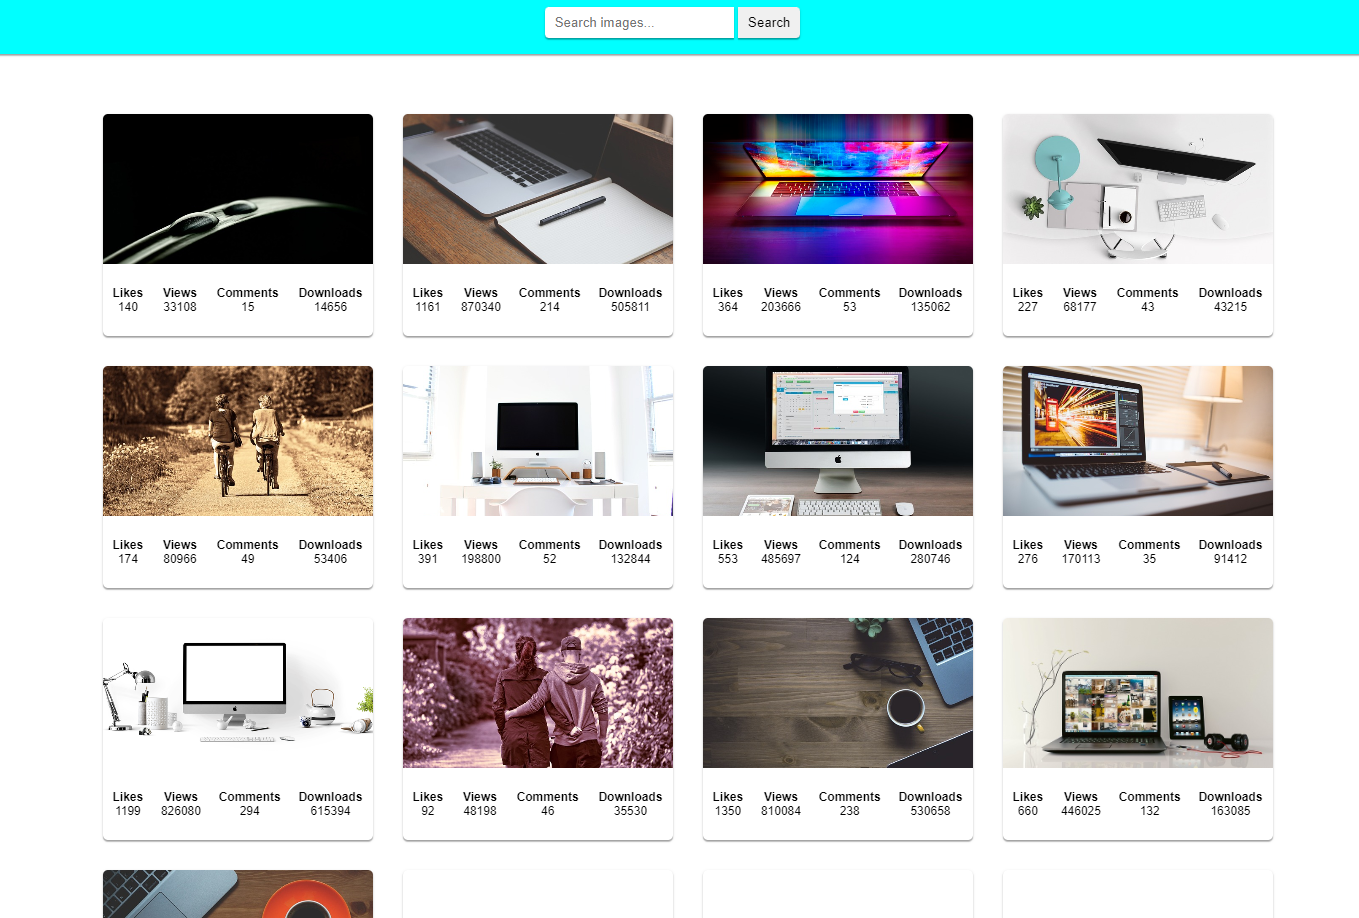 Search images... Search
Likes Views Comments Downloads
140 33108 15 14656
Likes Views Comments Downloads
1161 870340 214 505811
Likes Views Comments Downloads
364 203666 53 135062
Likes Views Comments Downloads
227 68177 43 43215
Likes Views Comments Downloads
174 80966 49 53406
Likes Views Comments Downloads
391 198800 52 132844
Likes Views Comments Downloads
553 485697 124 280746
Likes Views Comments Downloads
276 170113 35 91412
Likes Views Comments Downloads
1199 826080 294 615394
Likes Views Comments Downloads
92 48198 46 35530
Likes Views Comments Downloads
1350 810084 238 530658
Likes Views Comments Downloads
660 446025 132 163085